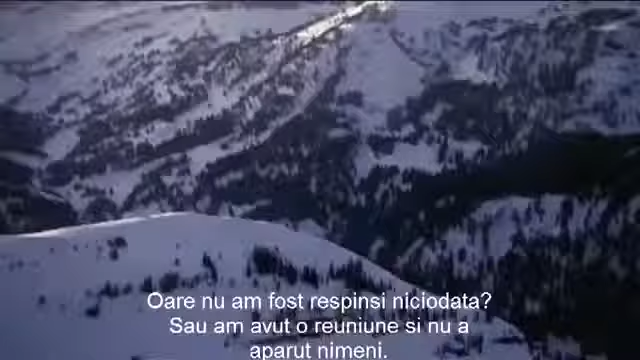 Oare nu am fost respinsi niciodata?
Sau am avut o reuniune si nu a
aparut nimeni.